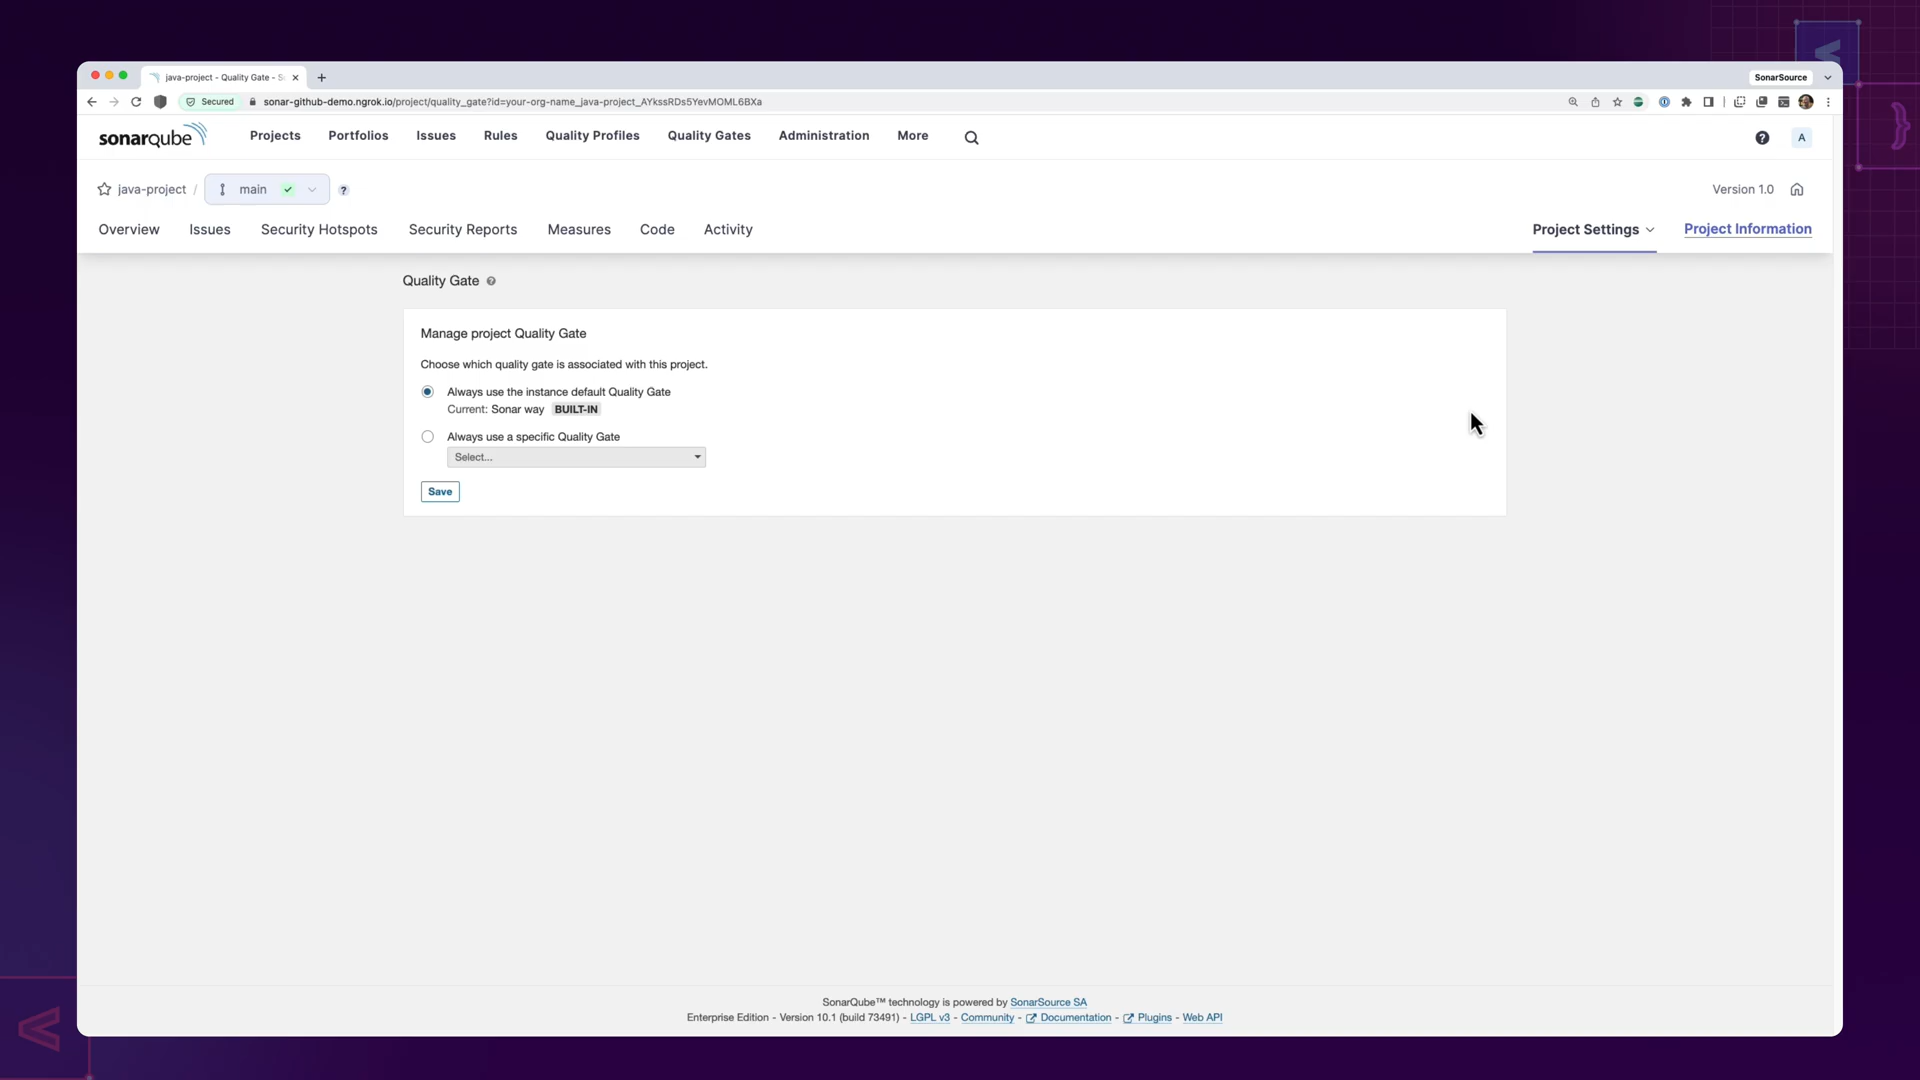 java-project - Quality Gate - S
SonarSource
Secured
sonar-github-demo.ngrok.io/project/quality_gate?id=your-org-name_java-project_AYkssRDs5YevMOML6BXa
sonarqube
Projects
Portfolios
Issues
Rules
Quality Profiles
Quality Gates
Administration
More
?
A
java-project /
main
?
Version 1.0
Overview
Issues
Security Hotspots
Security Reports
Measures
Code
Activity
Project Settings
Project Information
Quality Gate ?
Manage project Quality Gate
Choose which quality gate is associated with this project.
Always use the instance default Quality Gate
Current: Sonar way BUILT-IN
Always use a specific Quality Gate
Select...
Save
SonarQube™ technology is powered by SonarSource SA
Enterprise Edition - Version 10.1 (build 73491) - LGPL v3 - Community - Documentation - Plugins - Web API